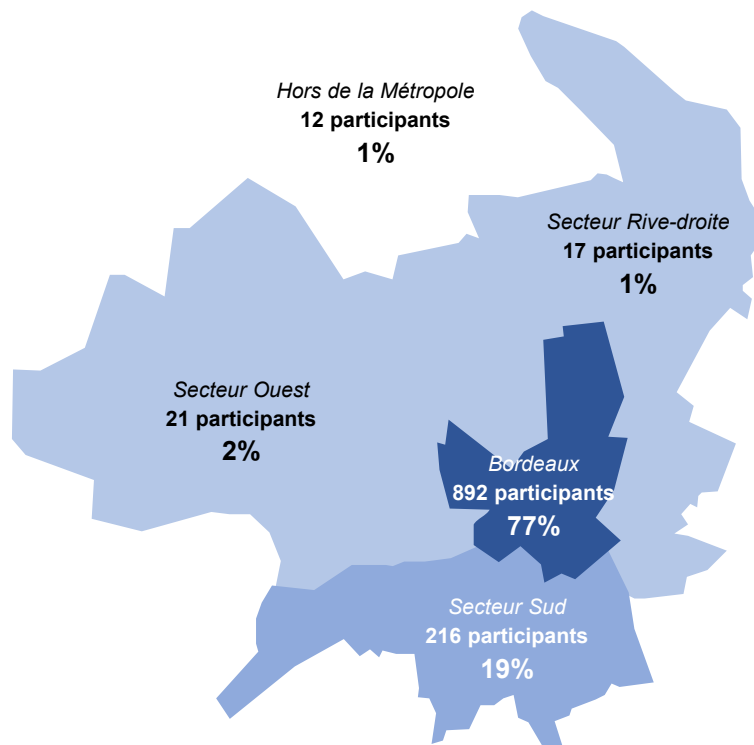 Hors de la Métropole
12 participants
1%
Secteur Rive-droite
17 participants
1%
Secteur Ouest
21 participants
2%
Bordeaux
892 participants
77%
Secteur Sud
216 participants
19%